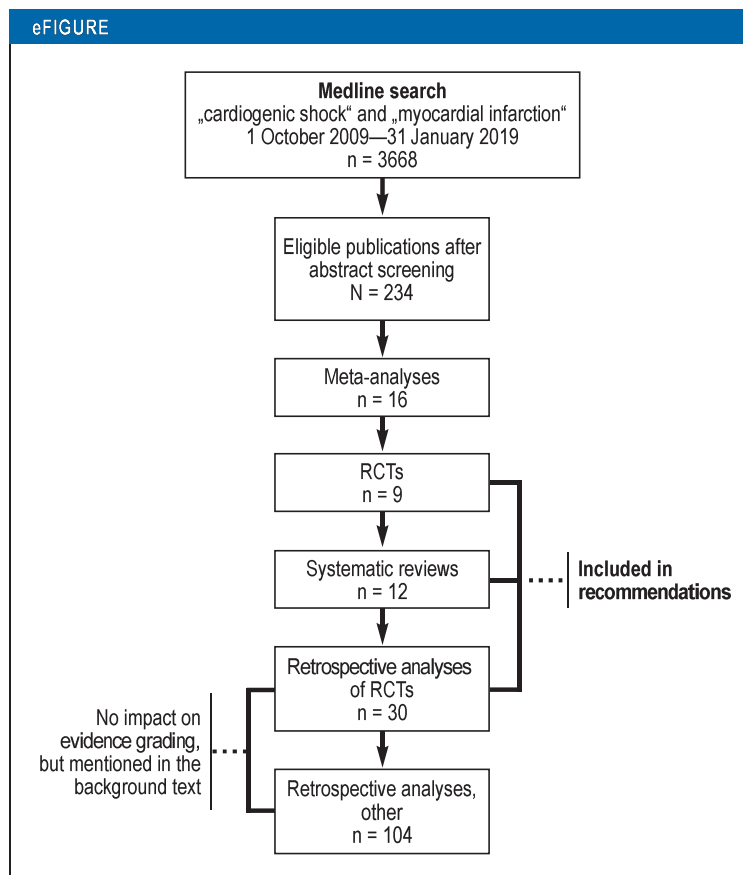 eFIGURE
Medline search
„cardiogenic shock“ and „myocardial infarction“
1 October 2009—31 January 2019
n = 3668
Eligible publications after
abstract screening
N = 234
Meta-analyses
n = 16
RCTs
n = 9
Systematic reviews
n = 12
Included in
recommendations
Retrospective analyses
of RCTs
n = 30
No impact on
evidence grading,
but mentioned in the
background text
Retrospective analyses,
other
n = 104